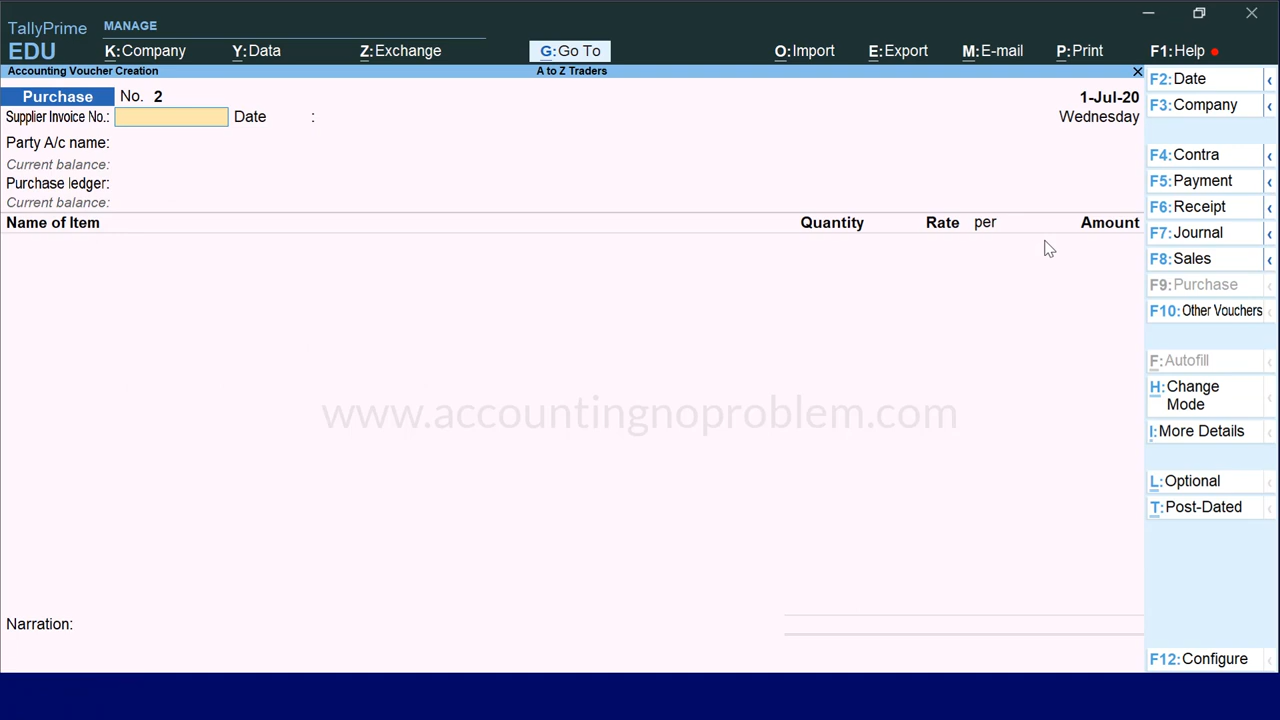 TallyPrime MANAGE
EDU K:Company Y:Data Z:Exchange G:Go To O:Import E:Export M:E-mail P:Print F1:Help
Accounting Voucher Creation A to Z Traders
Purchase No. 2 1-Jul-20
Supplier Invoice No.: Date : Wednesday
Party A/c name:
Current balance:
Purchase ledger:
Current balance:
Name of Item Quantity Rate per Amount
www.accountingnoproblem.com
Narration:
F2:Date
F3:Company
F4:Contra
F5:Payment
F6:Receipt
F7:Journal
F8:Sales
F9:Purchase
F10:Other Vouchers
F:Autofill
H:Change
Mode
I:More Details
L:Optional
T:Post-Dated
F12:Configure